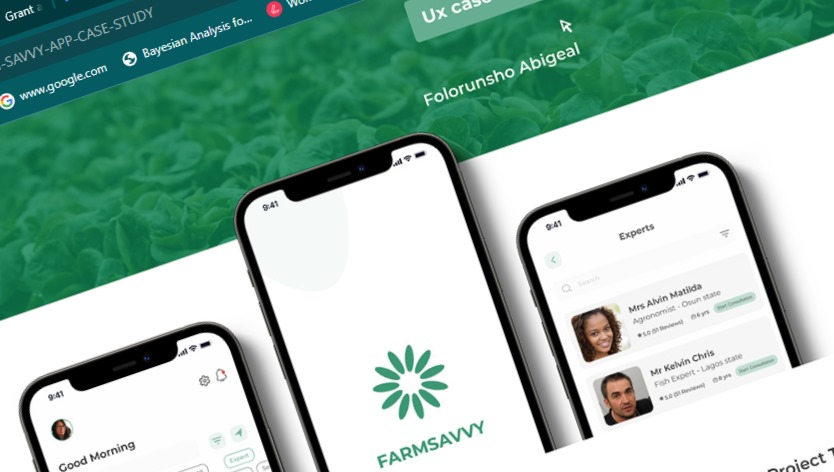 Grant
-SAVVY-APP-CASE-STUDY
www.google.com
Bayesian Analysis fo...
Ux case
Folorunsho Abigeal
9:41
Good Morning
Expert
9:41
FARMSAVVY
9:41
Experts
Search
Mrs Alvin Matilda
Agronomist - Osun state
5.0 (51 Reviews)
6 yrs
Start Consultation
Mr Kelvin Chris
Fish Expert - Lagos state
5.0 (51 Reviews)
8 yrs
Start Consultation
Project